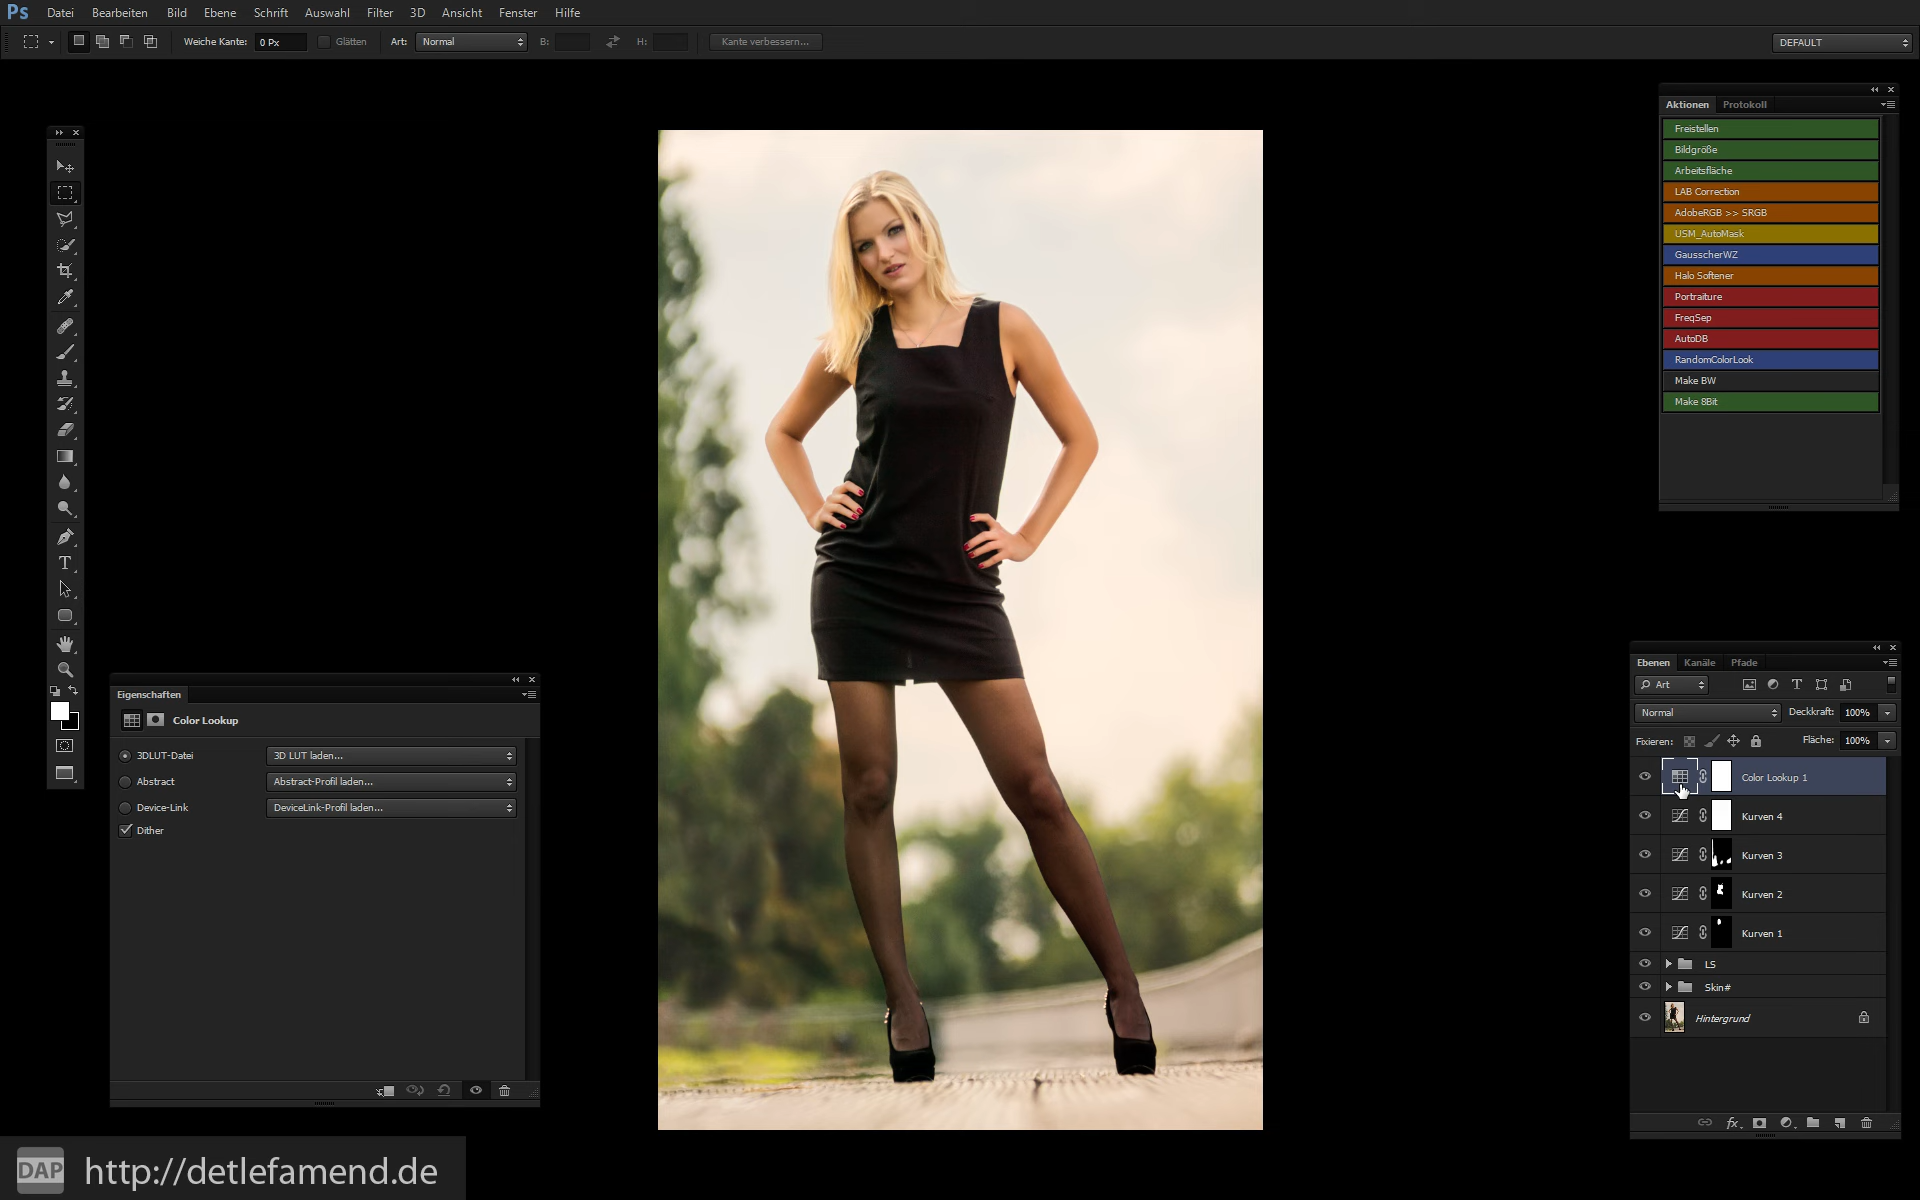 Ps Datei Bearbeiten Bild Ebene Schrift Auswahl Filter 3D Ansicht Fenster Hilfe
Weiche Kante: 0 Px Glätten Art: Normal B: H: Kante verbessern... DEFAULT
Aktionen Protokoll
Freistellen
Bildgröße
Arbeitsfläche
LAB Correction
AdobeRGB >> SRGB
USM_AutoMask
GausscherWZ
Halo Softener
Portraiture
FreqSep
AutoDB
RandomColorLook
Make BW
Make 8Bit
Eigenschaften
Color Lookup
3DLUT-Datei 3D LUT laden...
Abstract Abstract-Profil laden...
Device-Link DeviceLink-Profil laden...
Dither
Ebenen Kanäle Pfade
Art
Normal Deckkraft: 100%
Fixieren: Fläche: 100%
Color Lookup 1
Kurven 4
Kurven 3
Kurven 2
Kurven 1
LS
Skin#
Hintergrund
fx
DAP http://detlefamend.de